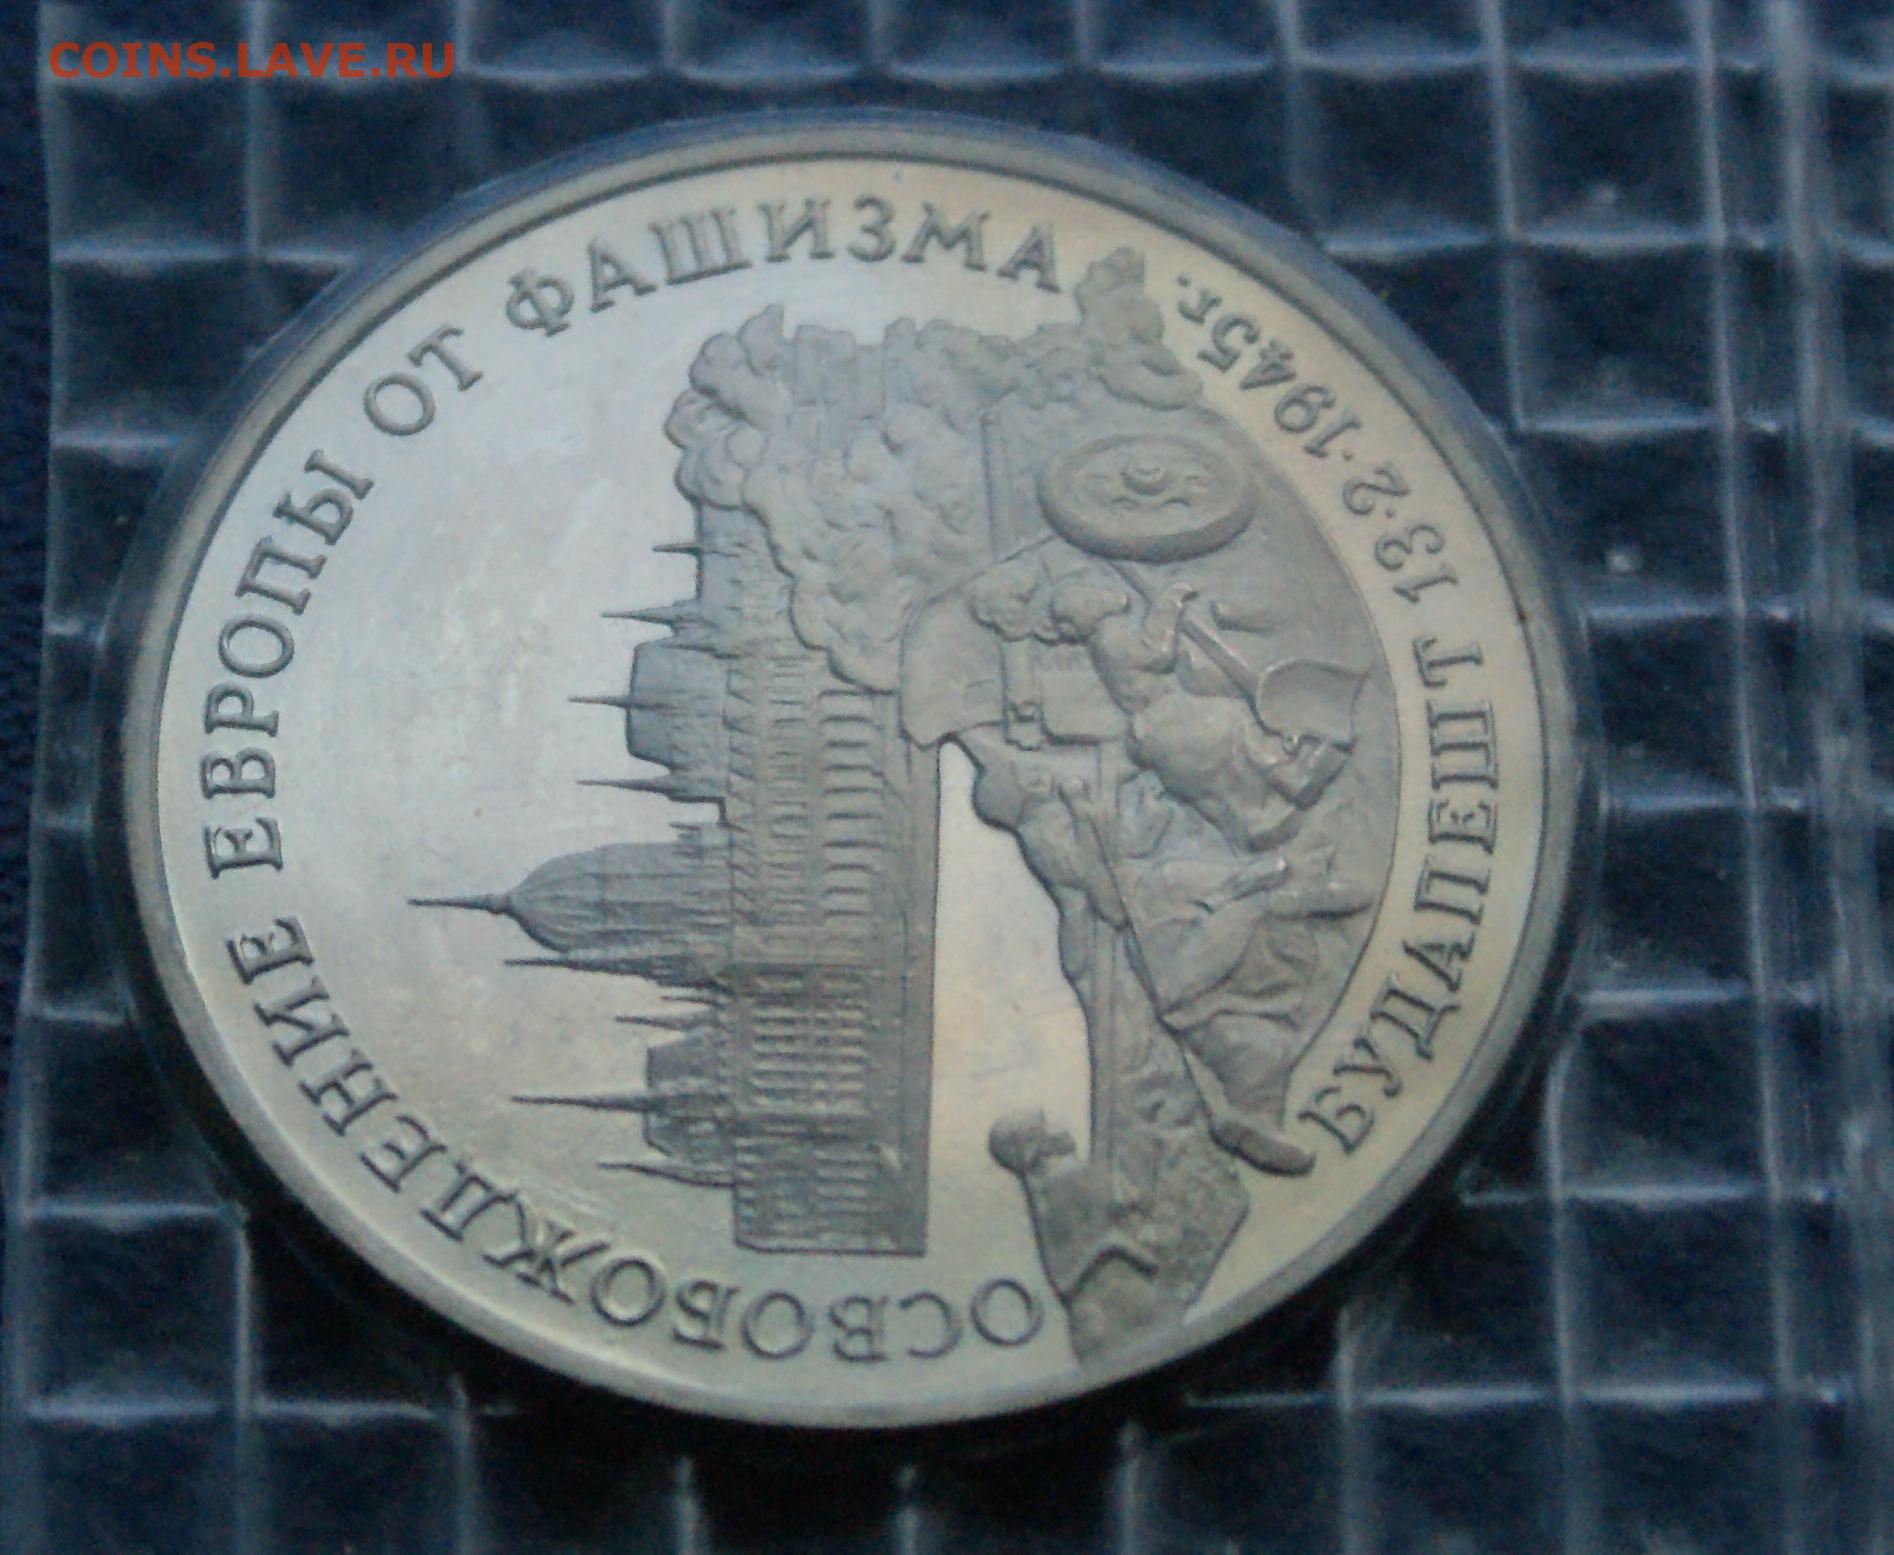 COINS.LAVE.RU
ОСВОБОЖДЕНИЕ ЕВРОПЫ ОТ ФАШИЗМА
БУДАПЕШТ 13·2·1945г.